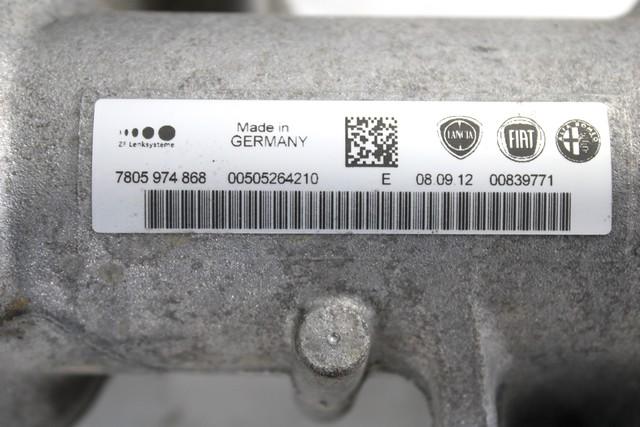 ZF Lenksysteme
Made in
GERMANY
LANCIA
FIAT
7805 974 868 00505264210 E 08 09.12 00839771